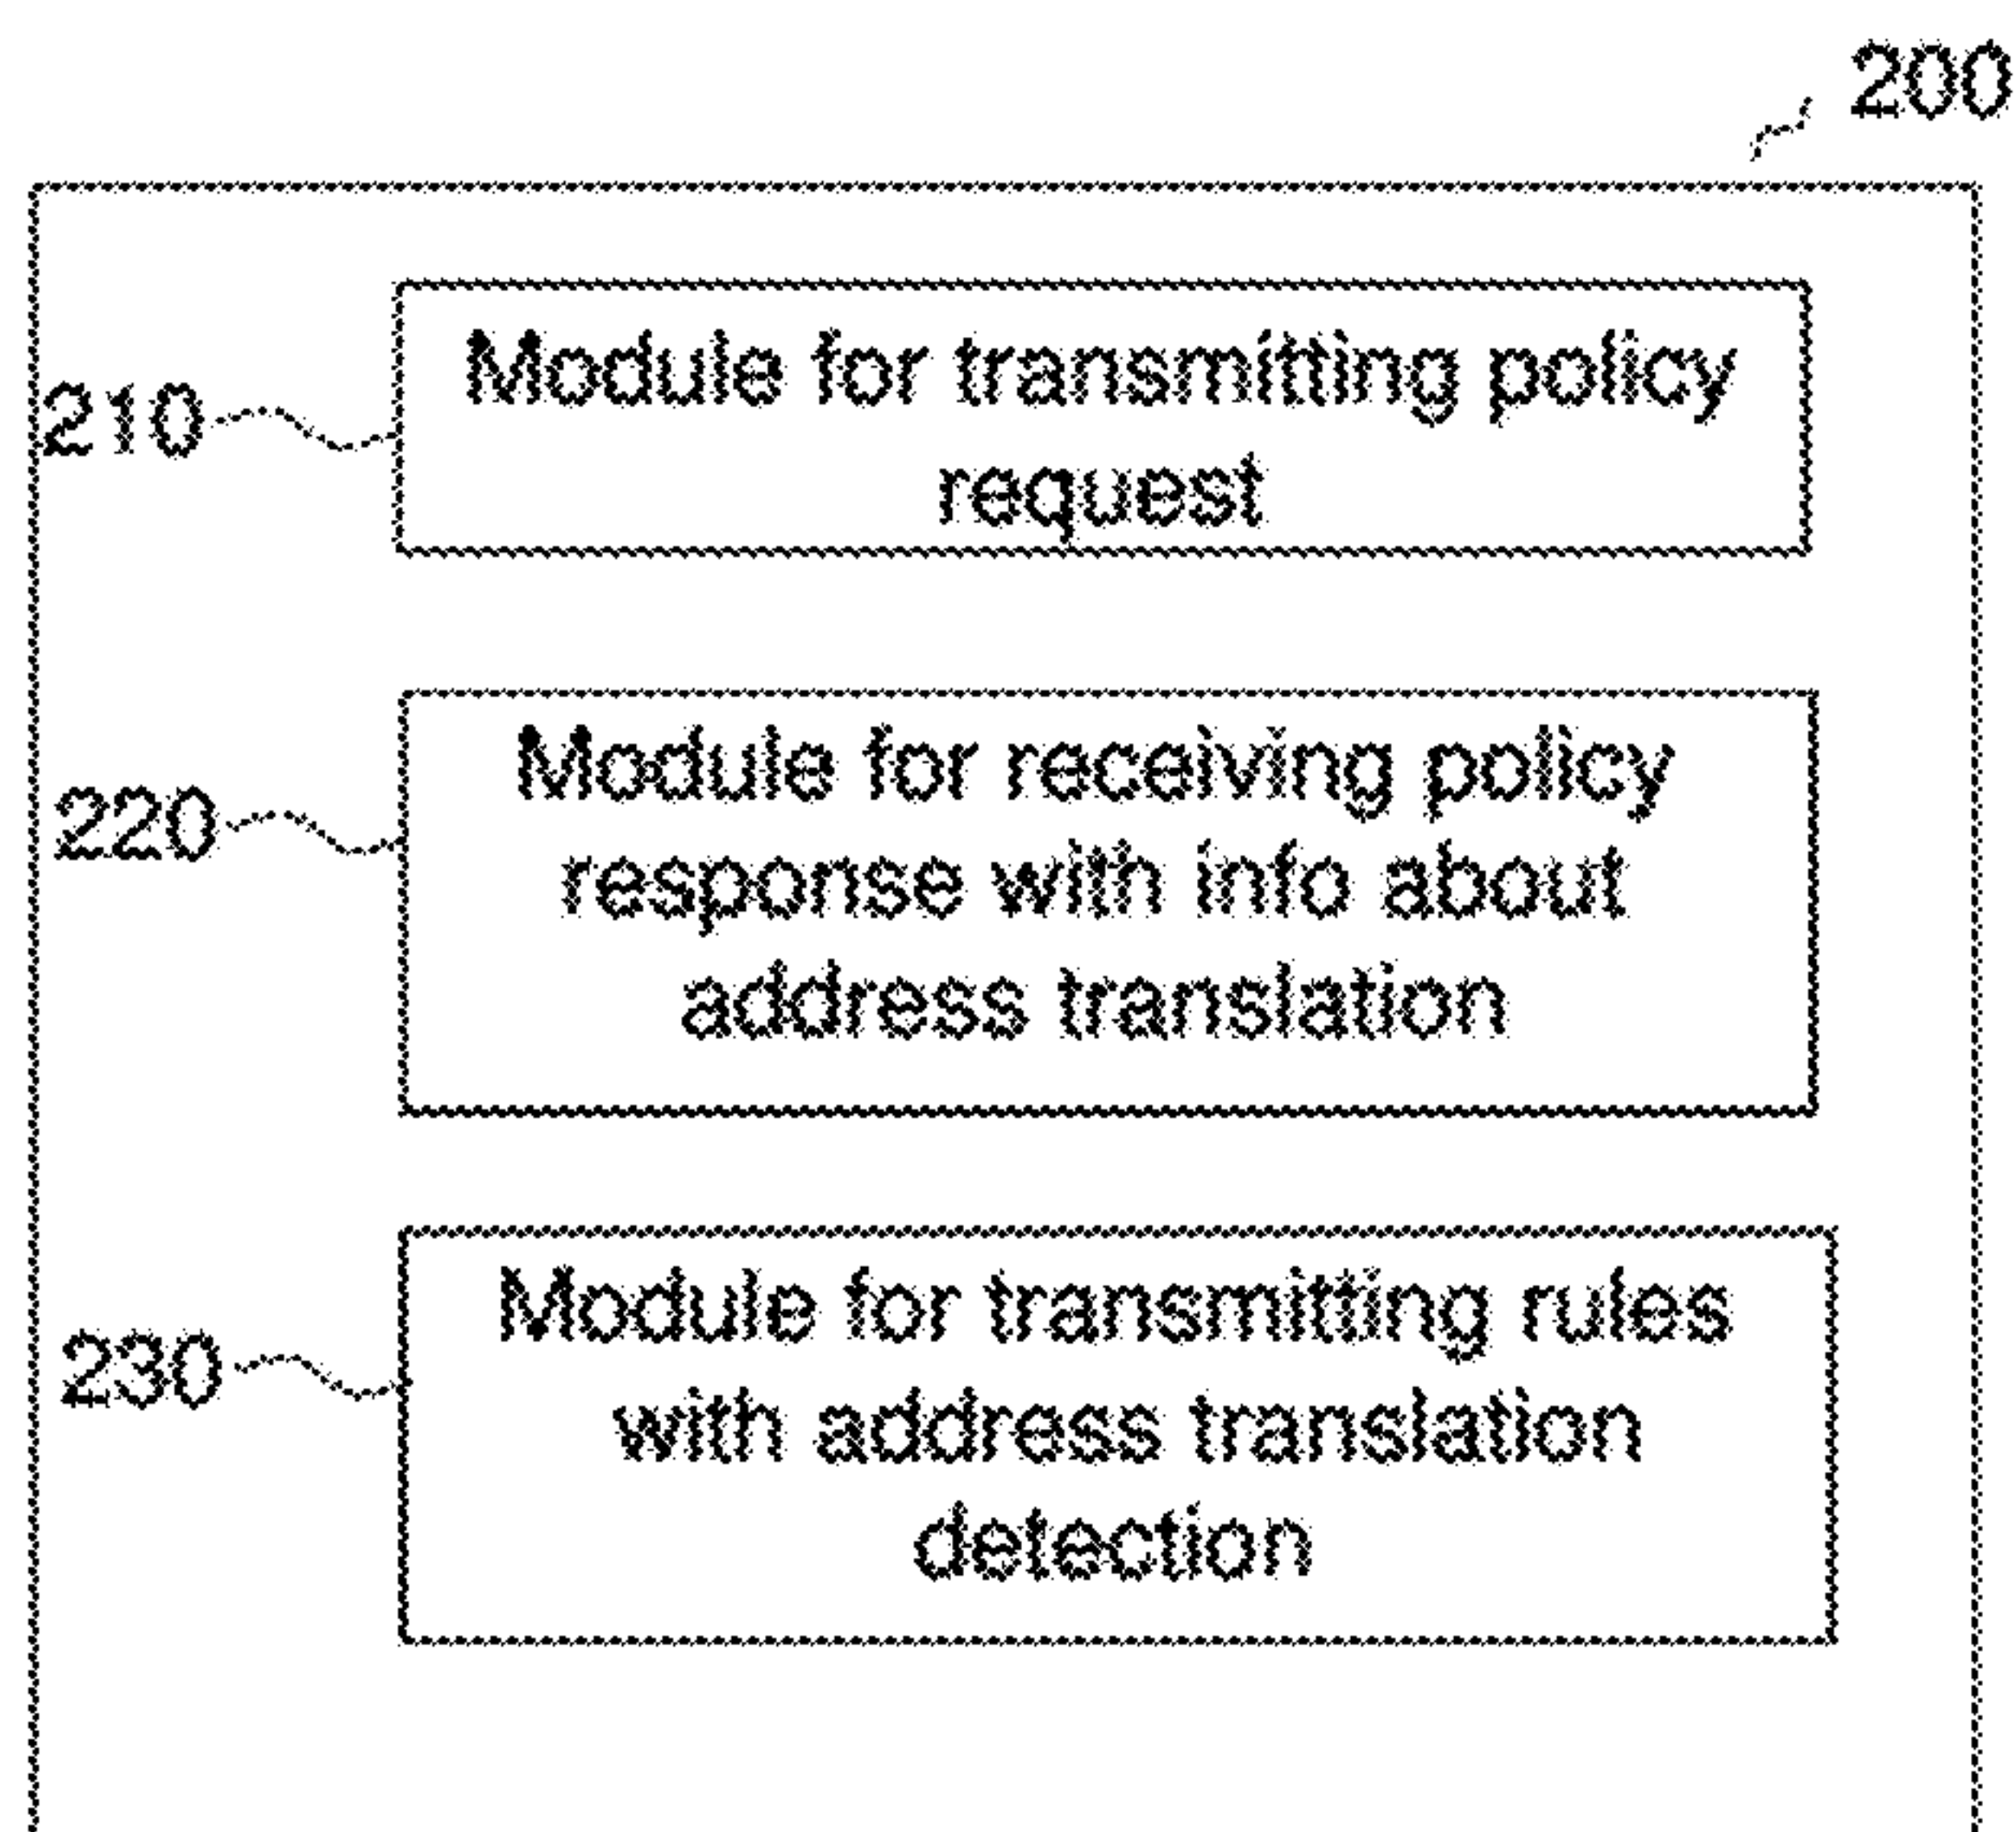 200
210
Module for transmitting policy
request
220
Module for receiving policy
response with info about
address translation
230
Module for transmitting rules
with address translation
detection